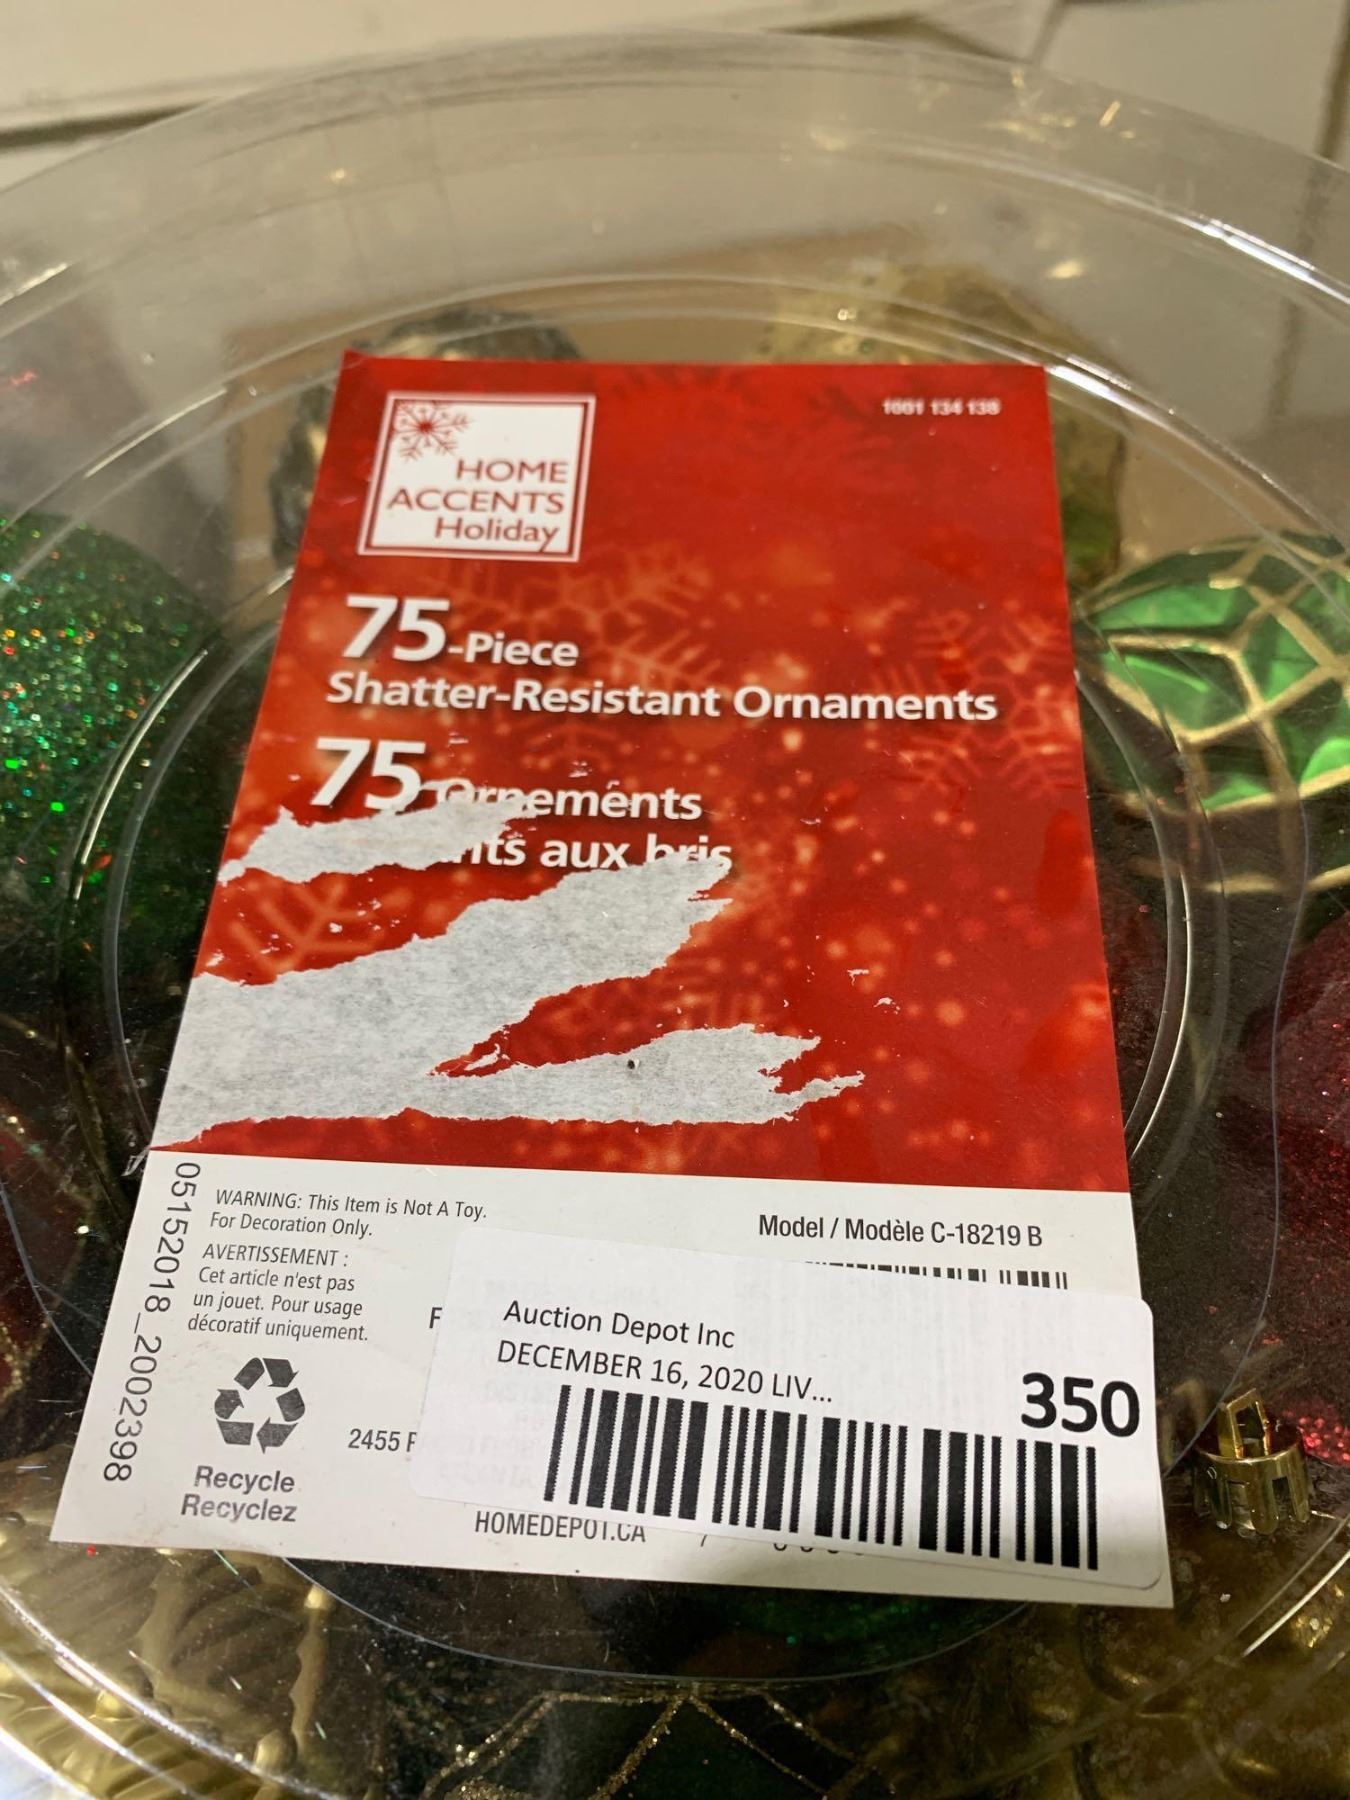 1001 134 138
HOME
ACCENTS
Holiday
75-Piece
Shatter-Resistant Ornaments
75 Ornements
aux bris
05152018_2002398
WARNING: This Item is Not A Toy.
For Decoration Only.
AVERTISSEMENT :
Cet article n'est pas
un jouet. Pour usage
décoratif uniquement.
Model / Modèle C-18219 B
Recycle
Recyclez
2455
HOMEDEPOT.CA
Auction Depot Inc
DECEMBER 16, 2020 LIV...
350